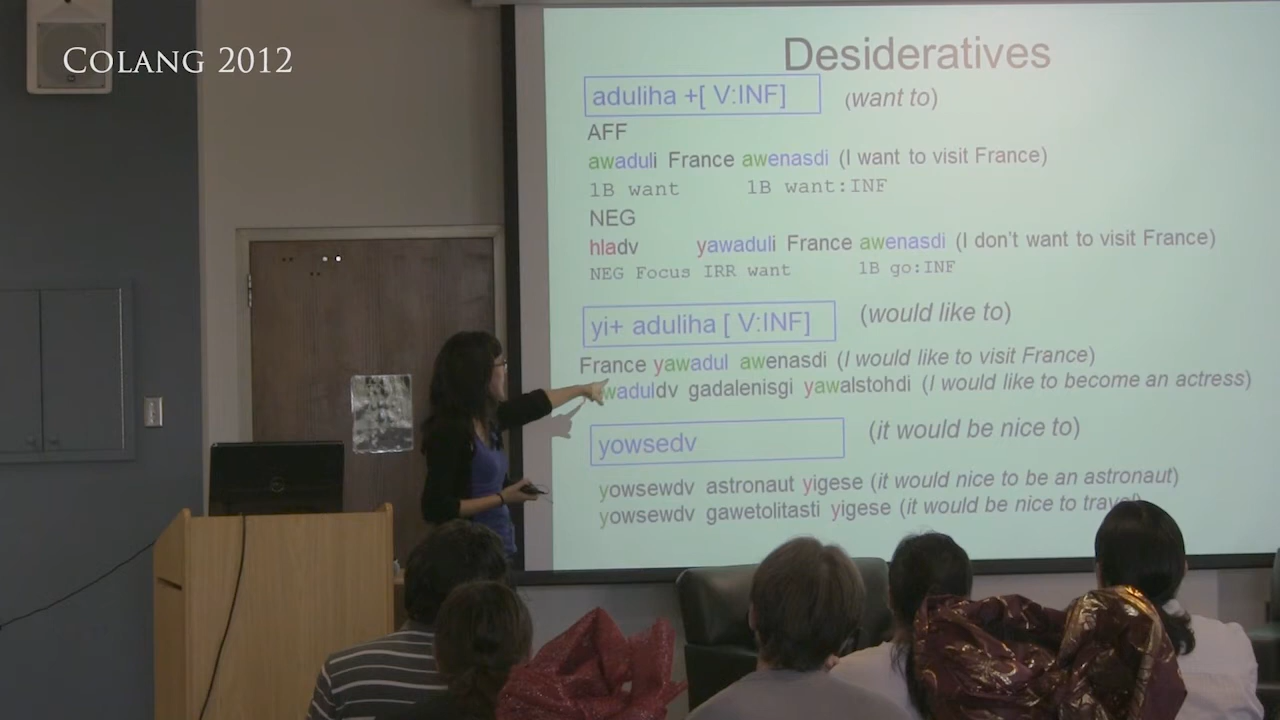 COLANG 2012
Desideratives
aduliha +[ V:INF] (want to)
AFF
awaduli France awenasdi (I want to visit France)
1B want 1B want:INF
NEG
hladv yawaduli France awenasdi (I don't want to visit France)
NEG Focus IRR want 1B go:INF
yi+ aduliha [ V:INF] (would like to)
France yawadul awenasdi (I would like to visit France)
waduldv gadalenisgi yawalstohdi (I would like to become an actress)
yowsedv (it would be nice to)
yowsewdv astronaut yigese (it would nice to be an astronaut)
yowsewdv gawetolitasti yigese (it would be nice to travel